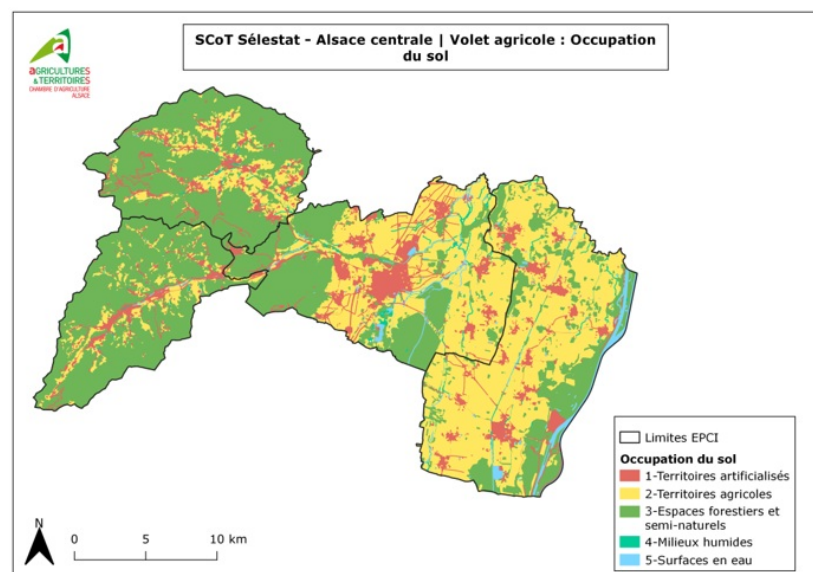 SCoT Sélestat - Alsace centrale | Volet agricole : Occupation
du sol
AGRICULTURES
& TERRITOIRES
CHAMBRE D'AGRICULTURE
ALSACE
Limites EPCI
Occupation du sol
1-Territoires artificialisés
2-Territoires agricoles
3-Espaces forestiers et
semi-naturels
4-Milieux humides
5-Surfaces en eau
N
0 5 10 km